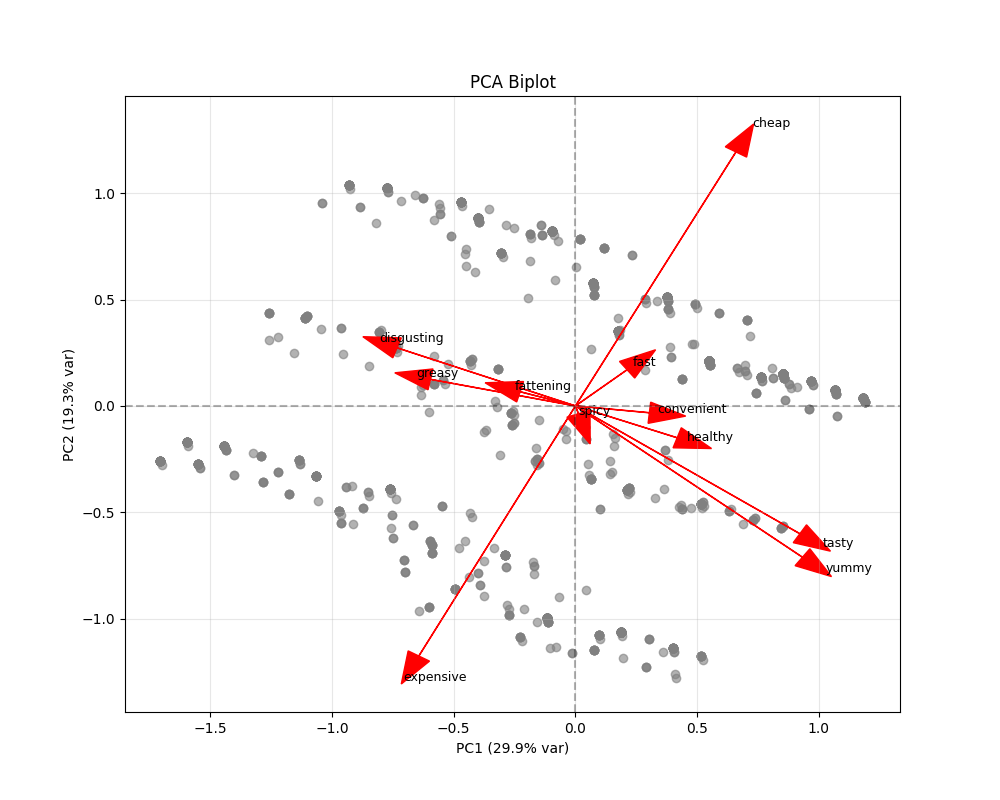 PCA Biplot
cheap
1.0
0.5
disgusting
fast
greasy
fattening
PC2 (19.3% var)
0.0
spicy
convenient
healthy
−0.5
tasty
yummy
−1.0
expensive
−1.5
−1.0
−0.5
0.0
0.5
1.0
PC1 (29.9% var)